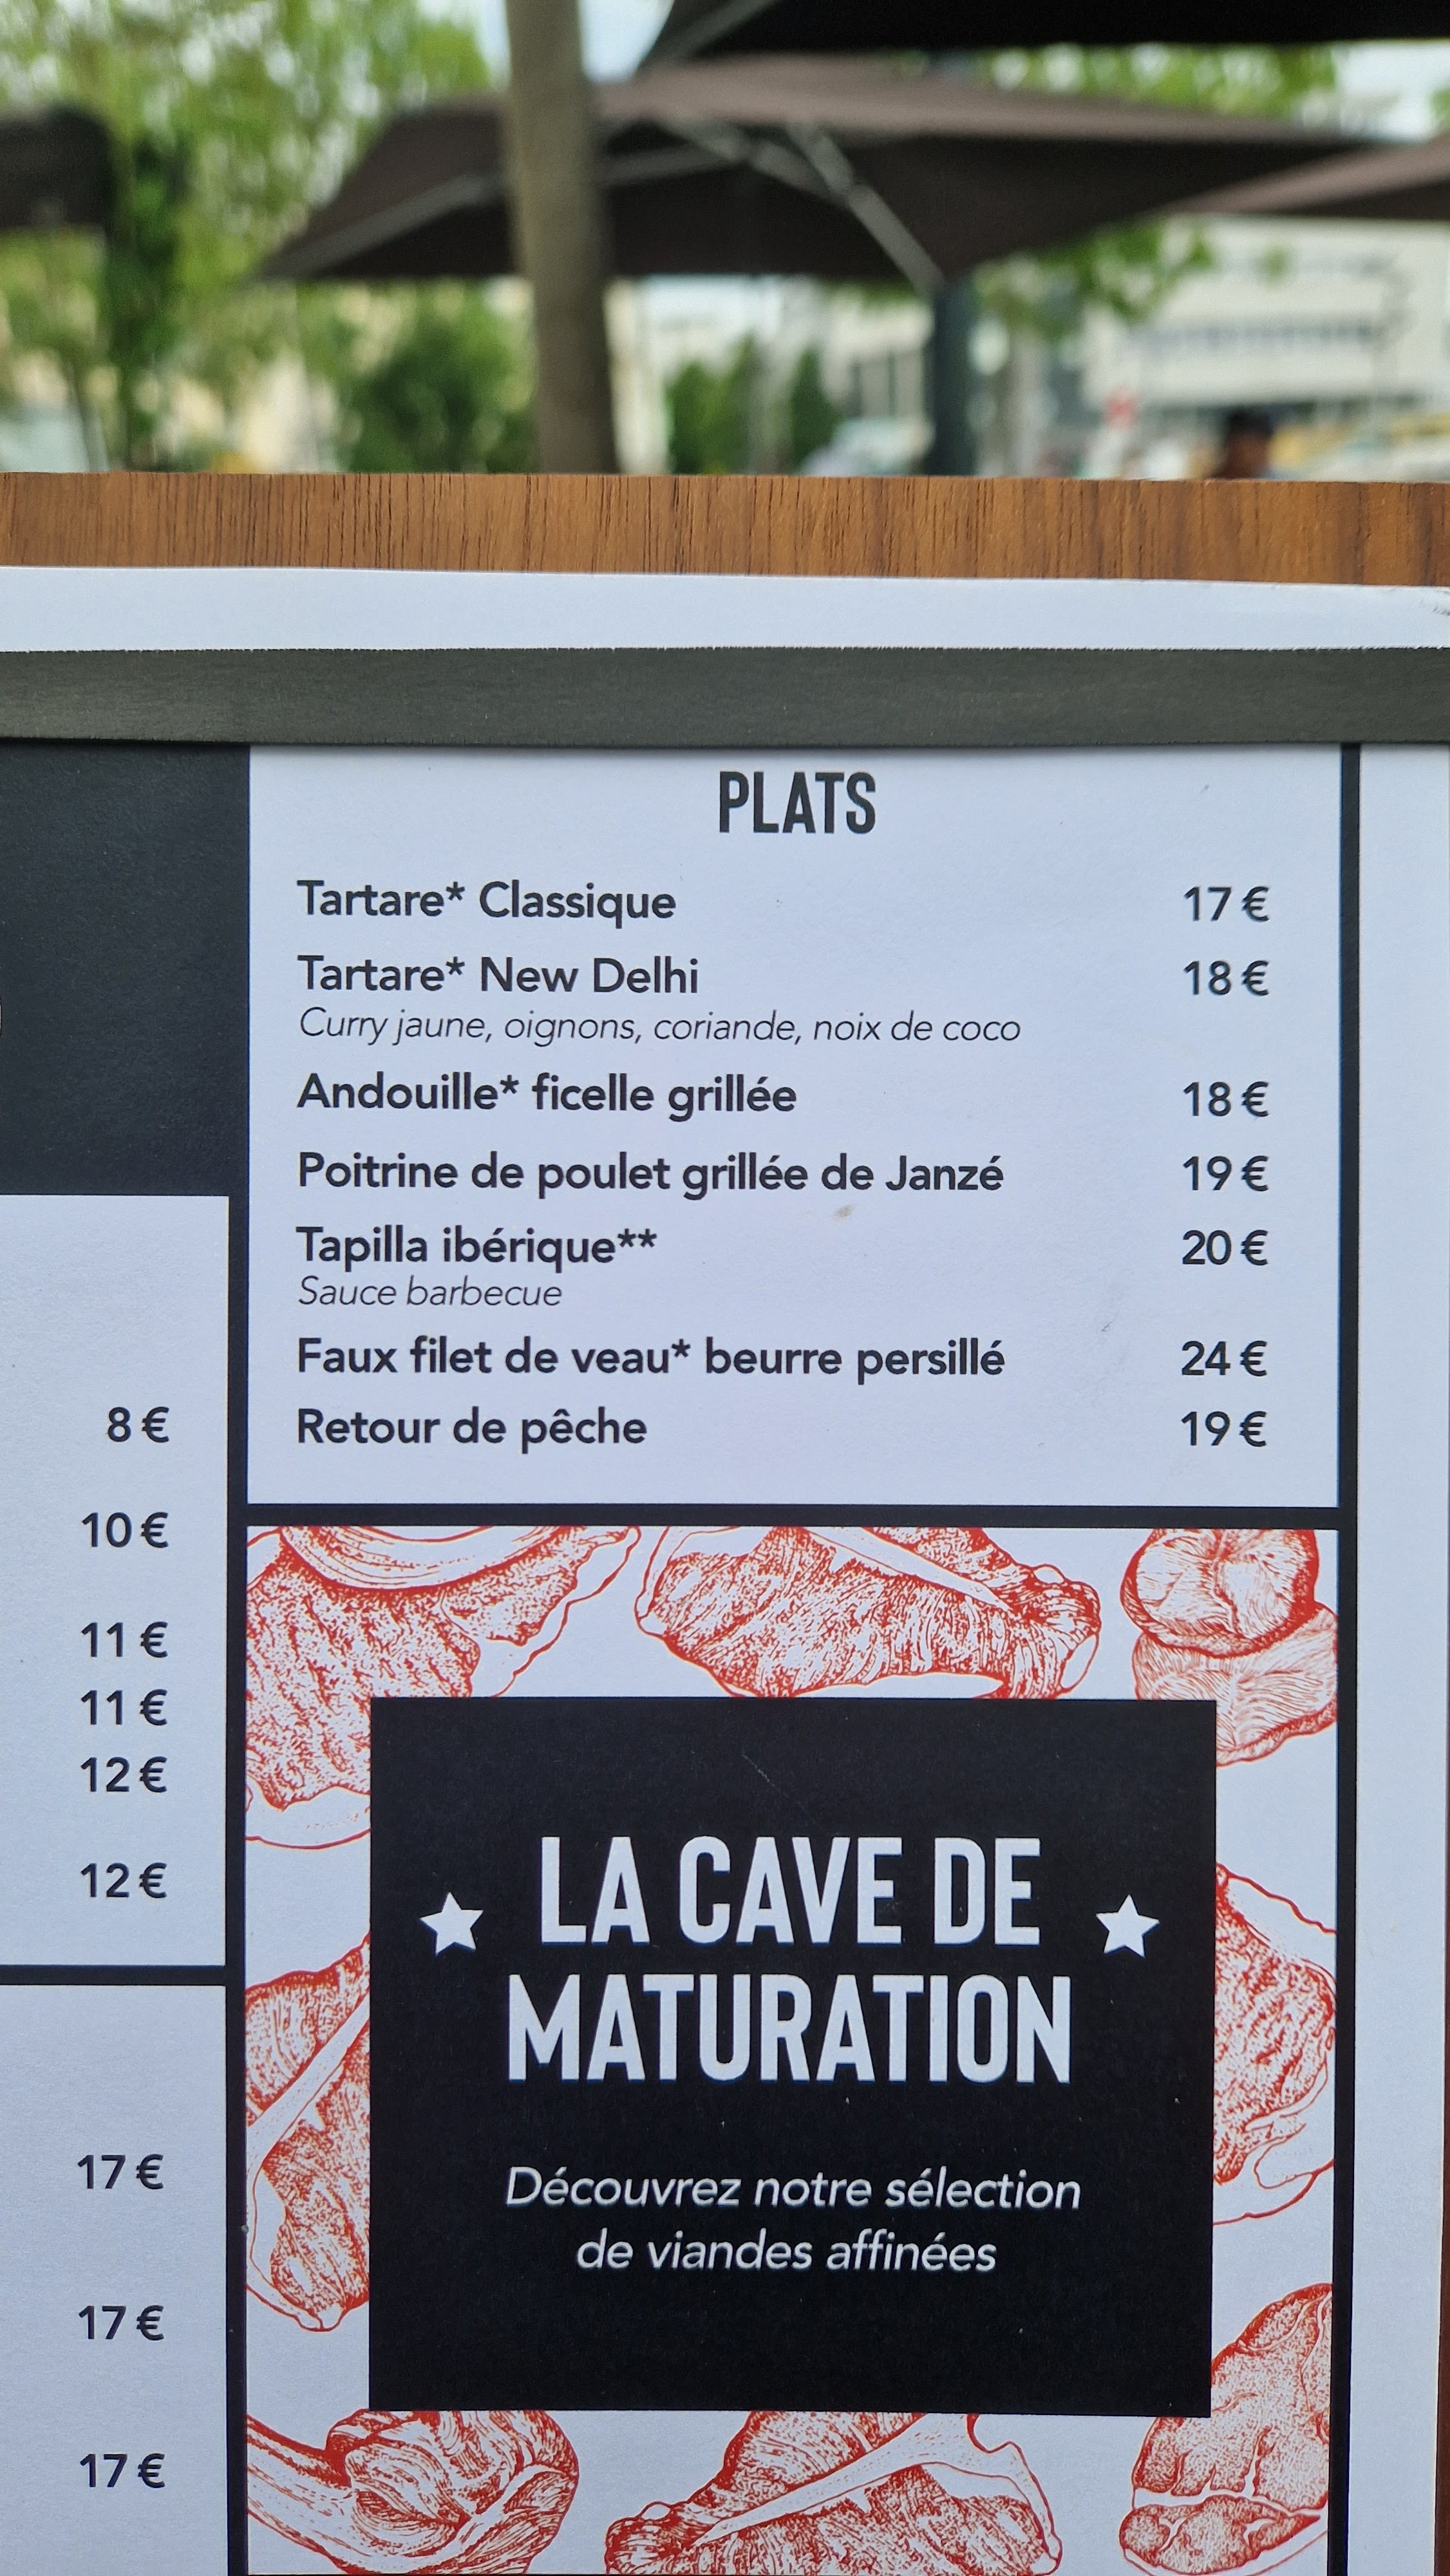 PLATS
Tartare* Classique 17 €
Tartare* New Delhi 18 €
Curry jaune, oignons, coriande, noix de coco
Andouille* ficelle grillée 18 €
Poitrine de poulet grillée de Janzé 19 €
Tapilla ibérique** 20 €
Sauce barbecue
Faux filet de veau* beurre persillé 24 €
Retour de pêche 19 €
8 €
10 €
11 €
11 €
12 €
12 €
17 €
17 €
17 €
LA CAVE DE
MATURATION
Découvrez notre sélection
de viandes affinées